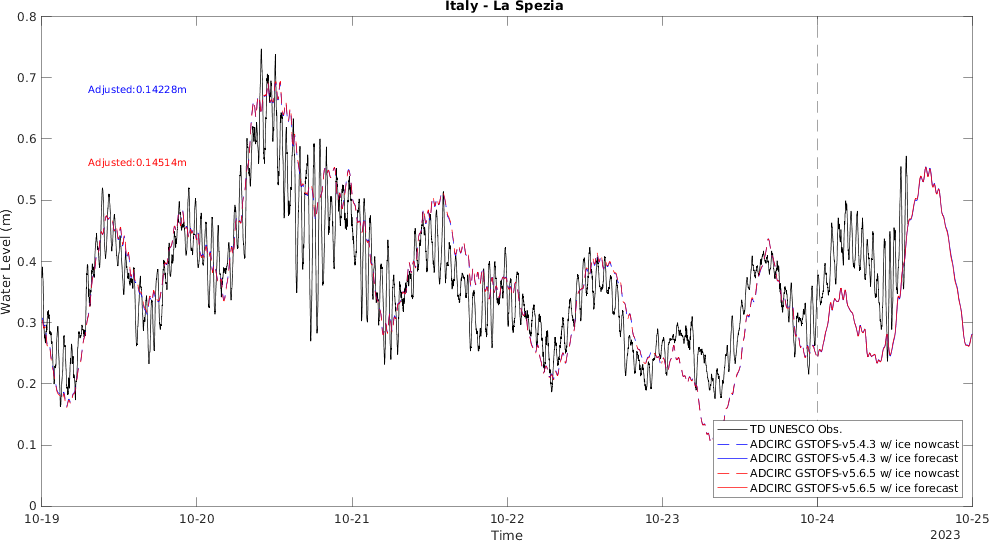 Italy - La Spezia
0.8
0.7
0.6
0.5
0.4
0.3
0.2
0.1
0
Water Level (m)
Adjusted:0.14228m
Adjusted:0.14514m
TD UNESCO Obs.
ADCIRC GSTOFS-v5.4.3 w/ ice nowcast
ADCIRC GSTOFS-v5.4.3 w/ ice forecast
ADCIRC GSTOFS-v5.6.5 w/ ice nowcast
ADCIRC GSTOFS-v5.6.5 w/ ice forecast
10-19 10-20 10-21 10-22 10-23 10-24 10-25
Time
2023